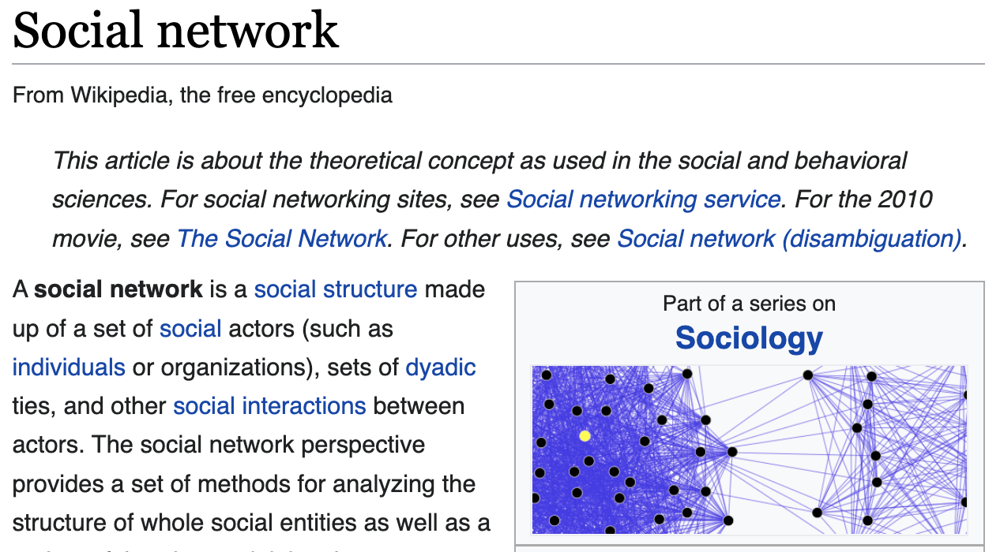 Social network
From Wikipedia, the free encyclopedia
This article is about the theoretical concept as used in the social and behavioral
sciences. For social networking sites, see Social networking service. For the 2010
movie, see The Social Network. For other uses, see Social network (disambiguation).
A social network is a social structure made
up of a set of social actors (such as
individuals or organizations), sets of dyadic
ties, and other social interactions between
actors. The social network perspective
provides a set of methods for analyzing the
structure of whole social entities as well as a
Part of a series on
Sociology